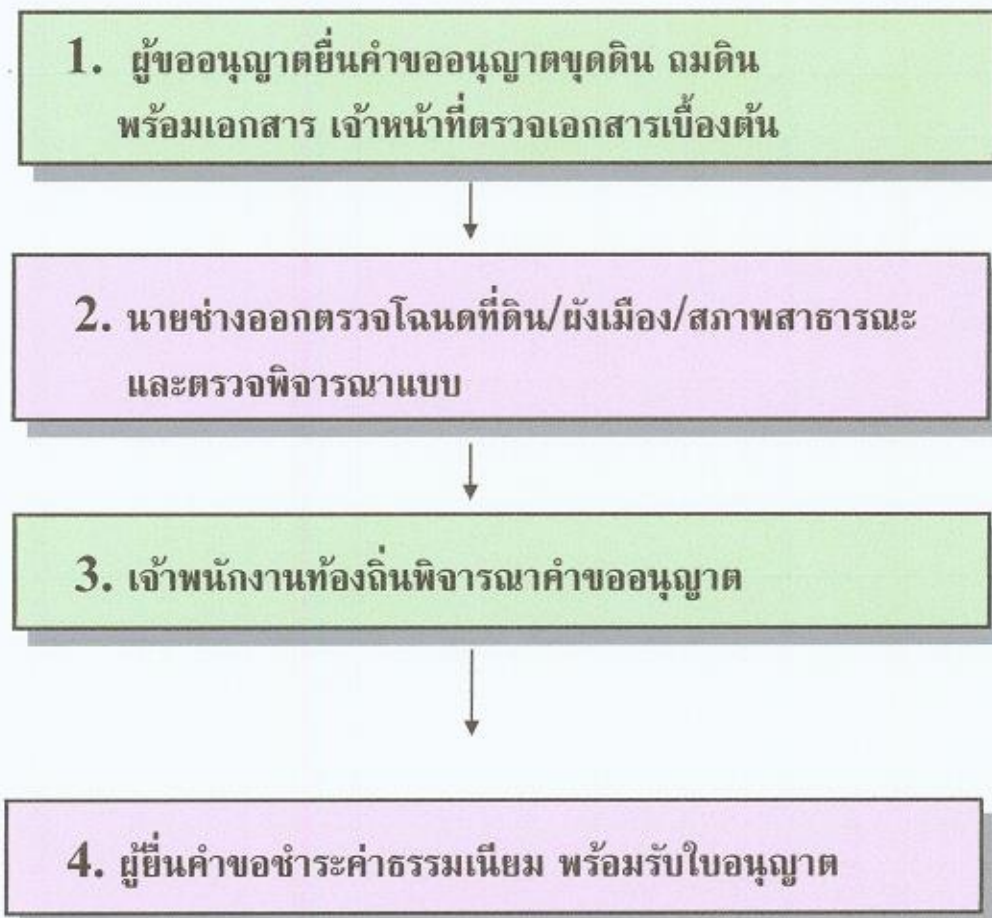 1. ผู้ขออนุญาตยื่นคำขออนุญาตขุดดิน ถมดิน
พร้อมเอกสาร เจ้าหน้าที่ตรวจเอกสารเบื้องต้น
2. นายช่างออกตรวจโฉนดที่ดิน/ผังเมือง/สภาพสาธารณะ
และตรวจพิจารณาแบบ
3. เจ้าพนักงานท้องถิ่นพิจารณาคำขออนุญาต
4. ผู้ยื่นคำขอชำระค่าธรรมเนียม พร้อมรับใบอนุญาต